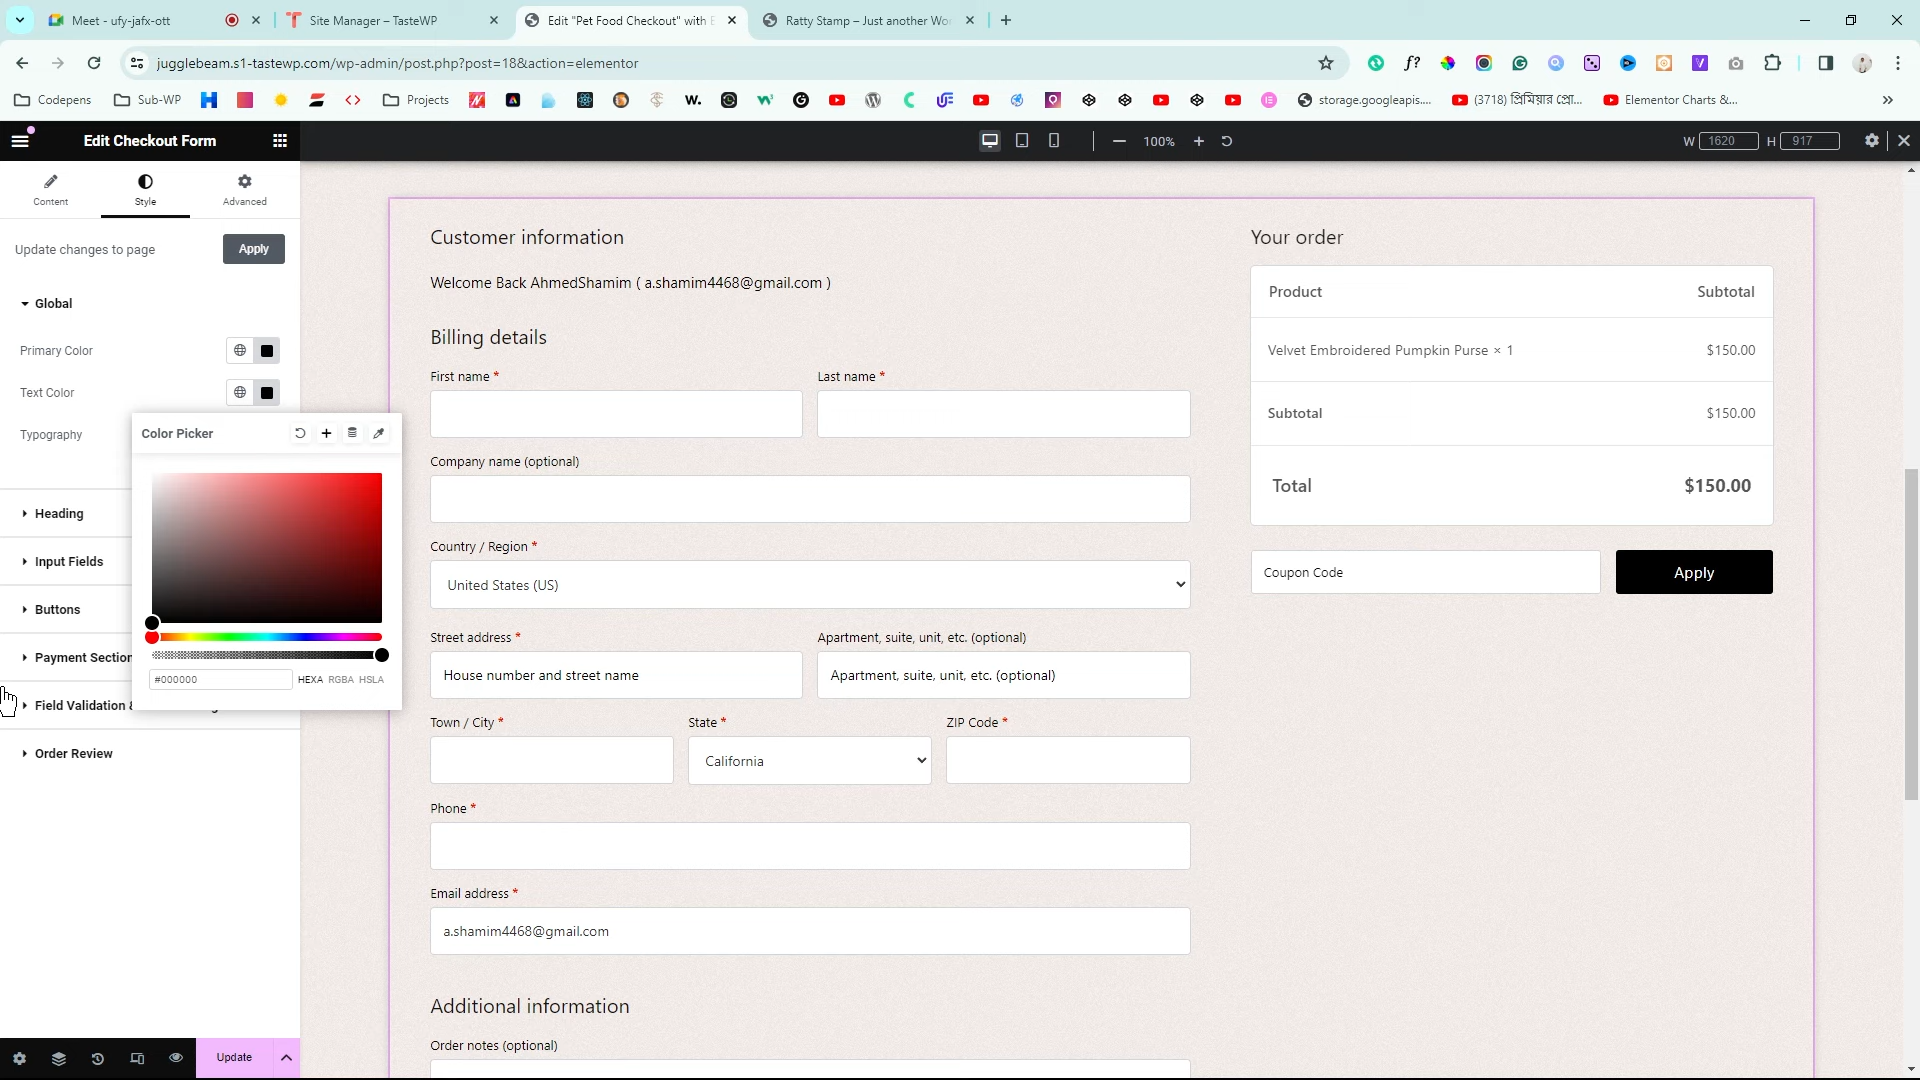 Meet - ufy-jafx-ott
Site Manager – TasteWP
Edit "Pet Food Checkout" with E
Ratty Stamp – Just another Wo
jugglebeam.s1-tastewp.com/wp-admin/post.php?post=18&action=elementor
Codepens
Sub-WP
Projects
storage.googleapis....
(3718) প্রিমিয়ার প্রো...
Elementor Charts &...
Edit Checkout Form
100%
W 1620 H 917
Content
Style
Advanced
Update changes to page
Apply
Global
Primary Color
Text Color
Typography
Color Picker
#000000
HEXA RGBA HSLA
Heading
Input Fields
Buttons
Payment Section
Field Validation &
Order Review
Update
Customer information
Welcome Back AhmedShamim ( a.shamim4468@gmail.com )
Billing details
First name *
Last name *
Company name (optional)
Country / Region *
United States (US)
Street address *
Apartment, suite, unit, etc. (optional)
House number and street name
Apartment, suite, unit, etc. (optional)
Town / City *
State *
ZIP Code *
California
Phone *
Email address *
a.shamim4468@gmail.com
Additional information
Order notes (optional)
Your order
Product
Subtotal
Velvet Embroidered Pumpkin Purse × 1
$150.00
Subtotal
$150.00
Total
$150.00
Coupon Code
Apply